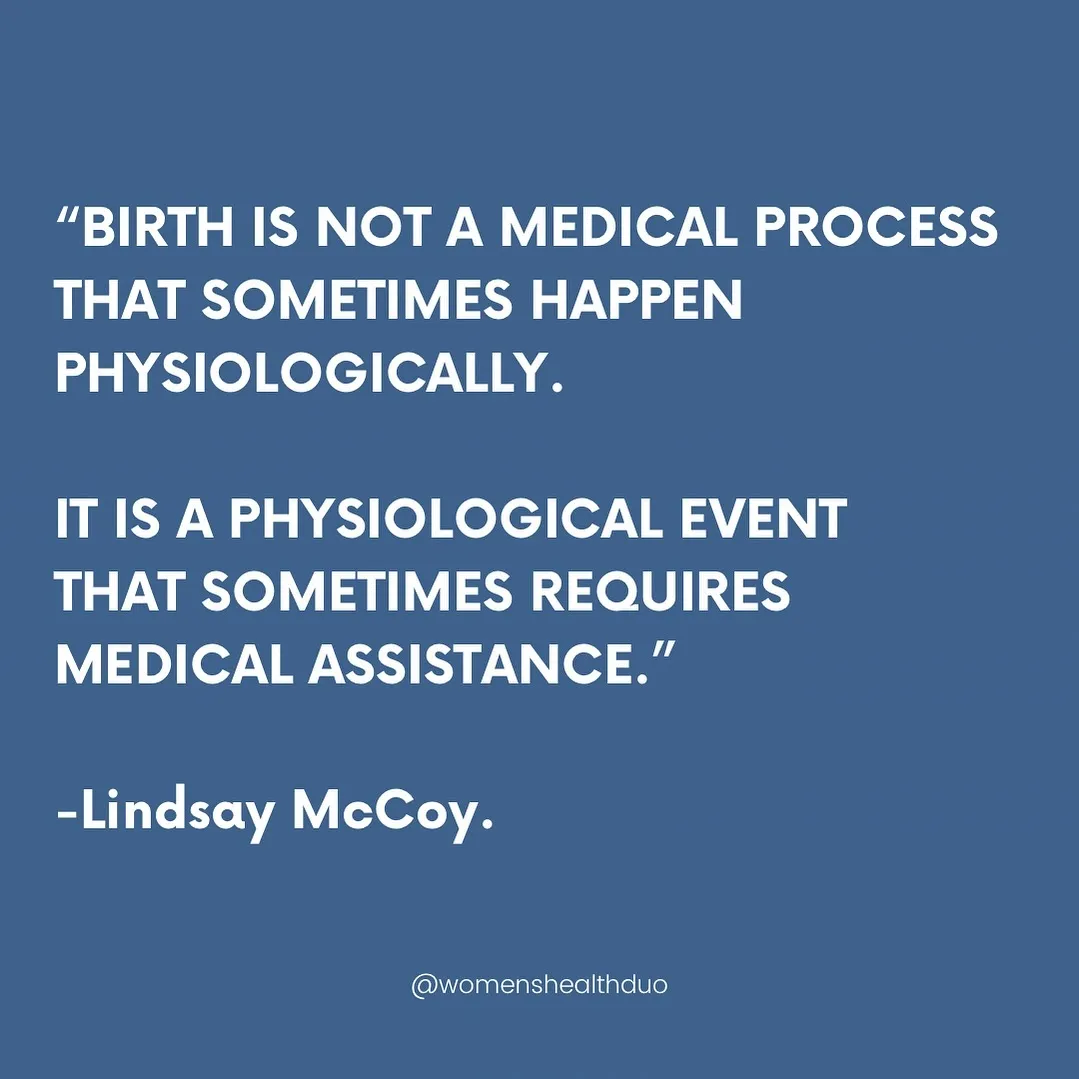 “BIRTH IS NOT A MEDICAL PROCESS
THAT SOMETIMES HAPPEN
PHYSIOLOGICALLY.
IT IS A PHYSIOLOGICAL EVENT
THAT SOMETIMES REQUIRES
MEDICAL ASSISTANCE.”
-Lindsay McCoy.
@womenshealthduo